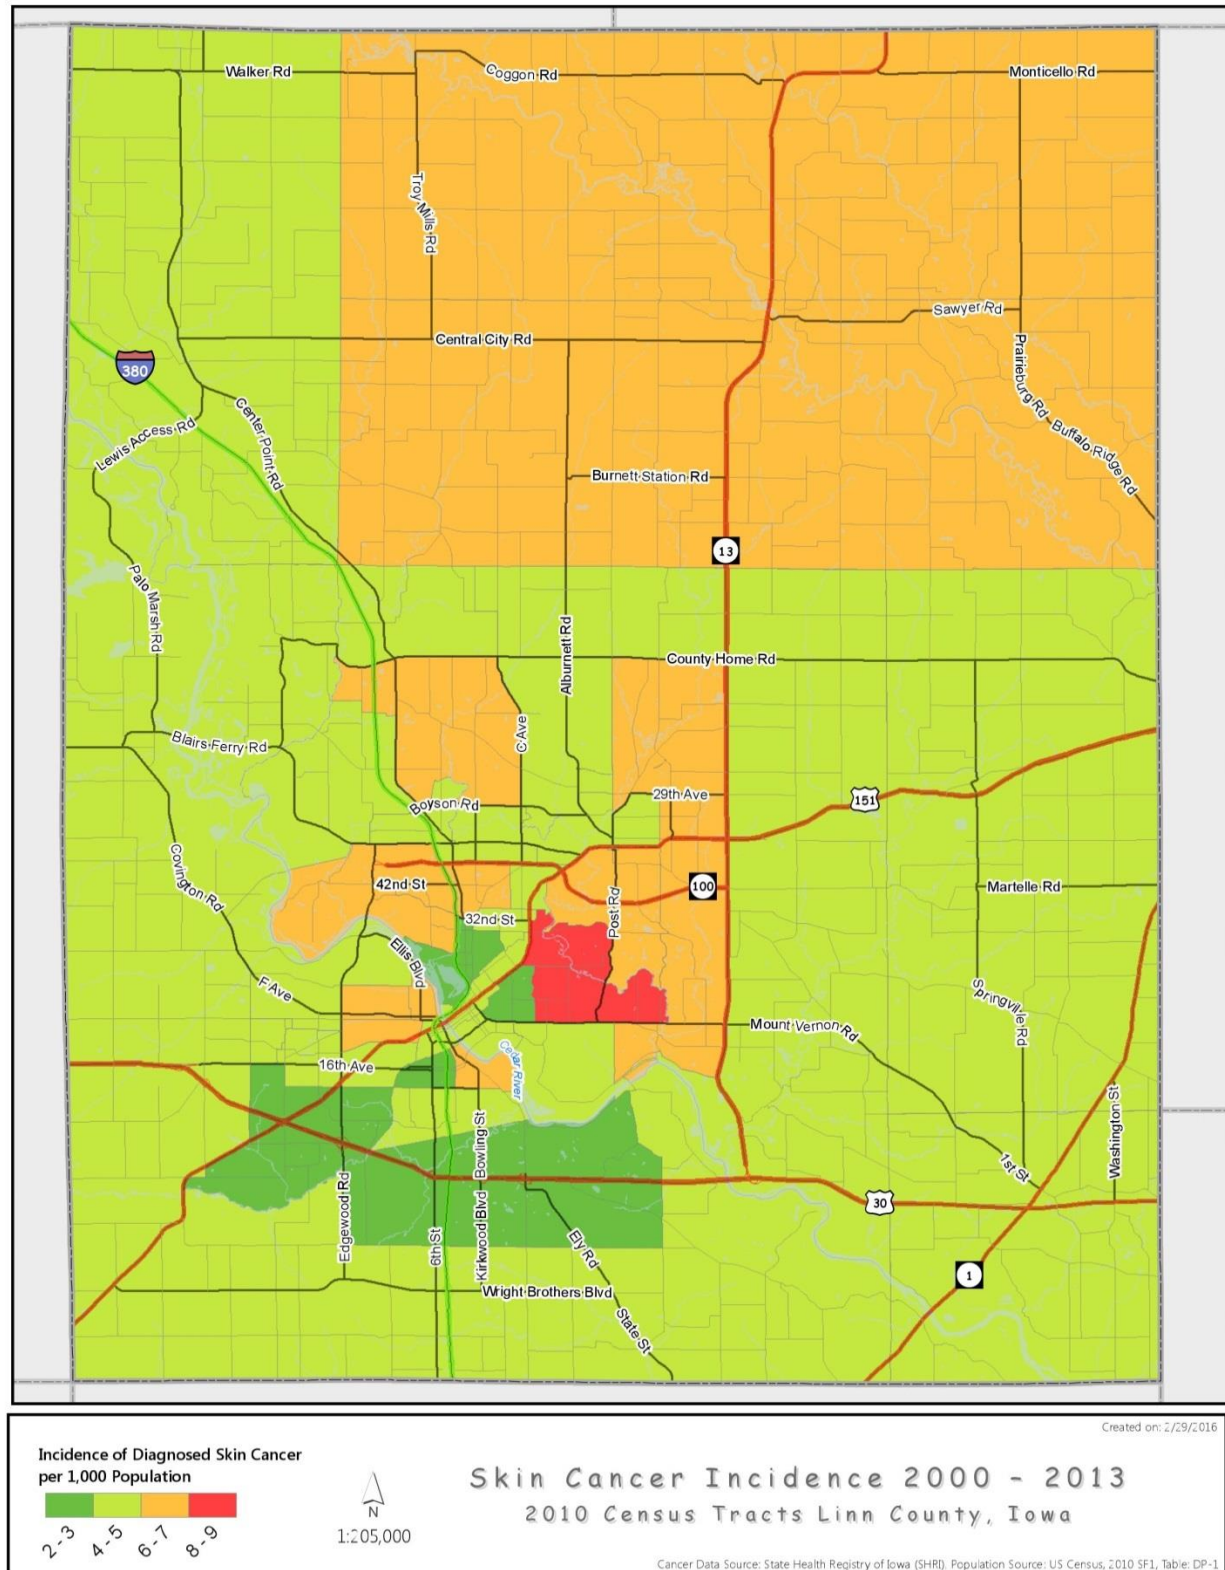 Walker Rd
Coggon Rd
Monticello Rd
Troy Mills Rd
Sawyer Rd
Central City Rd
380
Prairieburg Rd
Center Point Rd
Lewis Access Rd
Buffalo Ridge Rd
Burnett Station Rd
13
Palo Marsh Rd
Alburnett Rd
County Home Rd
C Ave
Blairs Ferry Rd
29th Ave
151
Boyson Rd
Covington Rd
42nd St
100
Martelle Rd
Post Rd
32nd St
Ellis Blvd
F Ave
Springville Rd
Mount Vernon Rd
Cedar River
16th Ave
Bowling St
Washington St
1st St
Edgewood Rd
30
6th St
Kirkwood Blvd
Ely Rd
1
Wright Brothers Blvd
State St
Created on: 2/29/2016
Incidence of Diagnosed Skin Cancer
per 1,000 Population
2 - 3
4 - 5
6 - 7
8 - 9
N
1:205,000
Skin Cancer Incidence 2000 - 2013
2010 Census Tracts Linn County, Iowa
Cancer Data Source: State Health Registry of Iowa (SHRI). Population Source: US Census, 2010 SF1, Table: DP-1